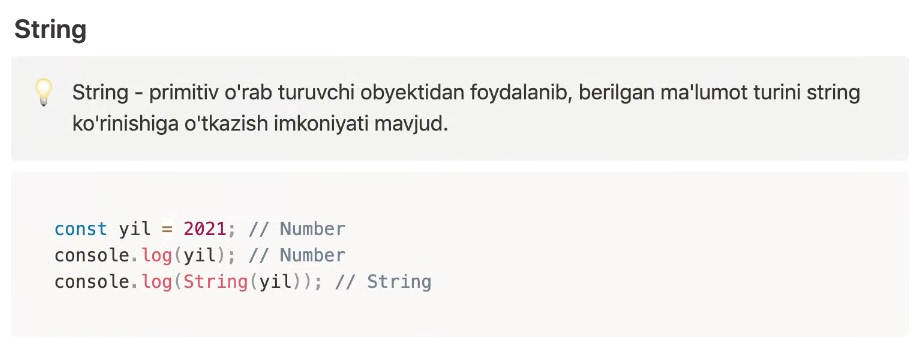 String
String - primitiv o'rab turuvchi obyektidan foydalanib, berilgan ma'lumot turini string
ko'rinishiga o'tkazish imkoniyati mavjud.
const yil = 2021; // Number
console.log(yil); // Number
console.log(String(yil)); // String